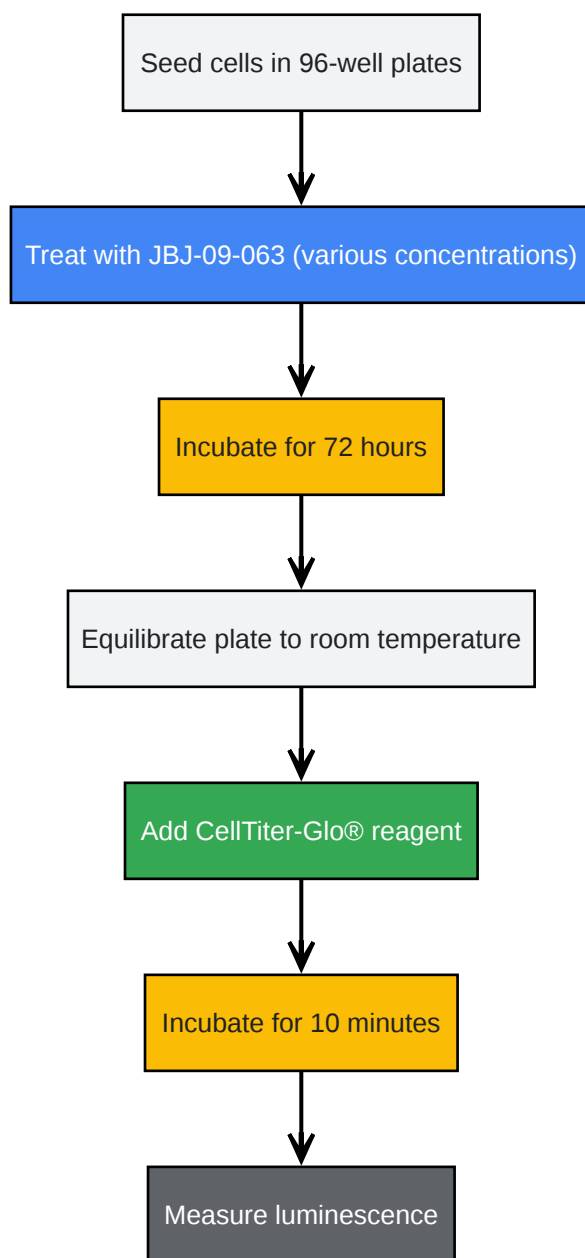 Seed cells in 96-well plates
Treat with JBJ-09-063 (various concentrations)
Incubate for 72 hours
Equilibrate plate to room temperature
Add CellTiter-Glo® reagent
Incubate for 10 minutes
Measure luminescence